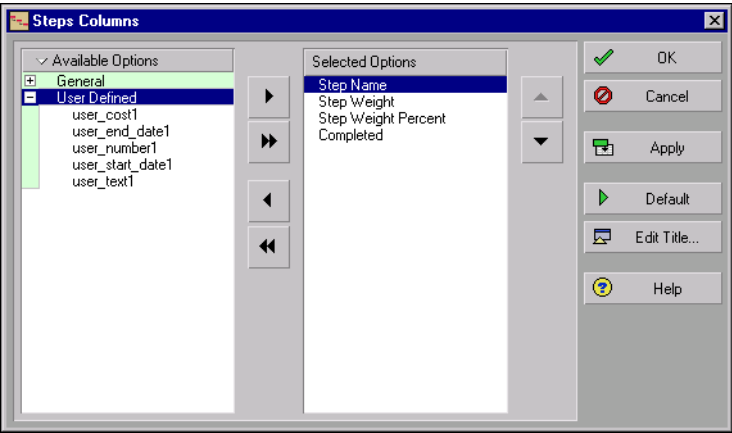 Steps Columns
Available Options
General
User Defined
user_cost1
user_end_date1
user_number1
user_start_date1
user_text1
Selected Options
Step Name
Step Weight
Step Weight Percent
Completed
OK
Cancel
Apply
Default
Edit Title...
Help